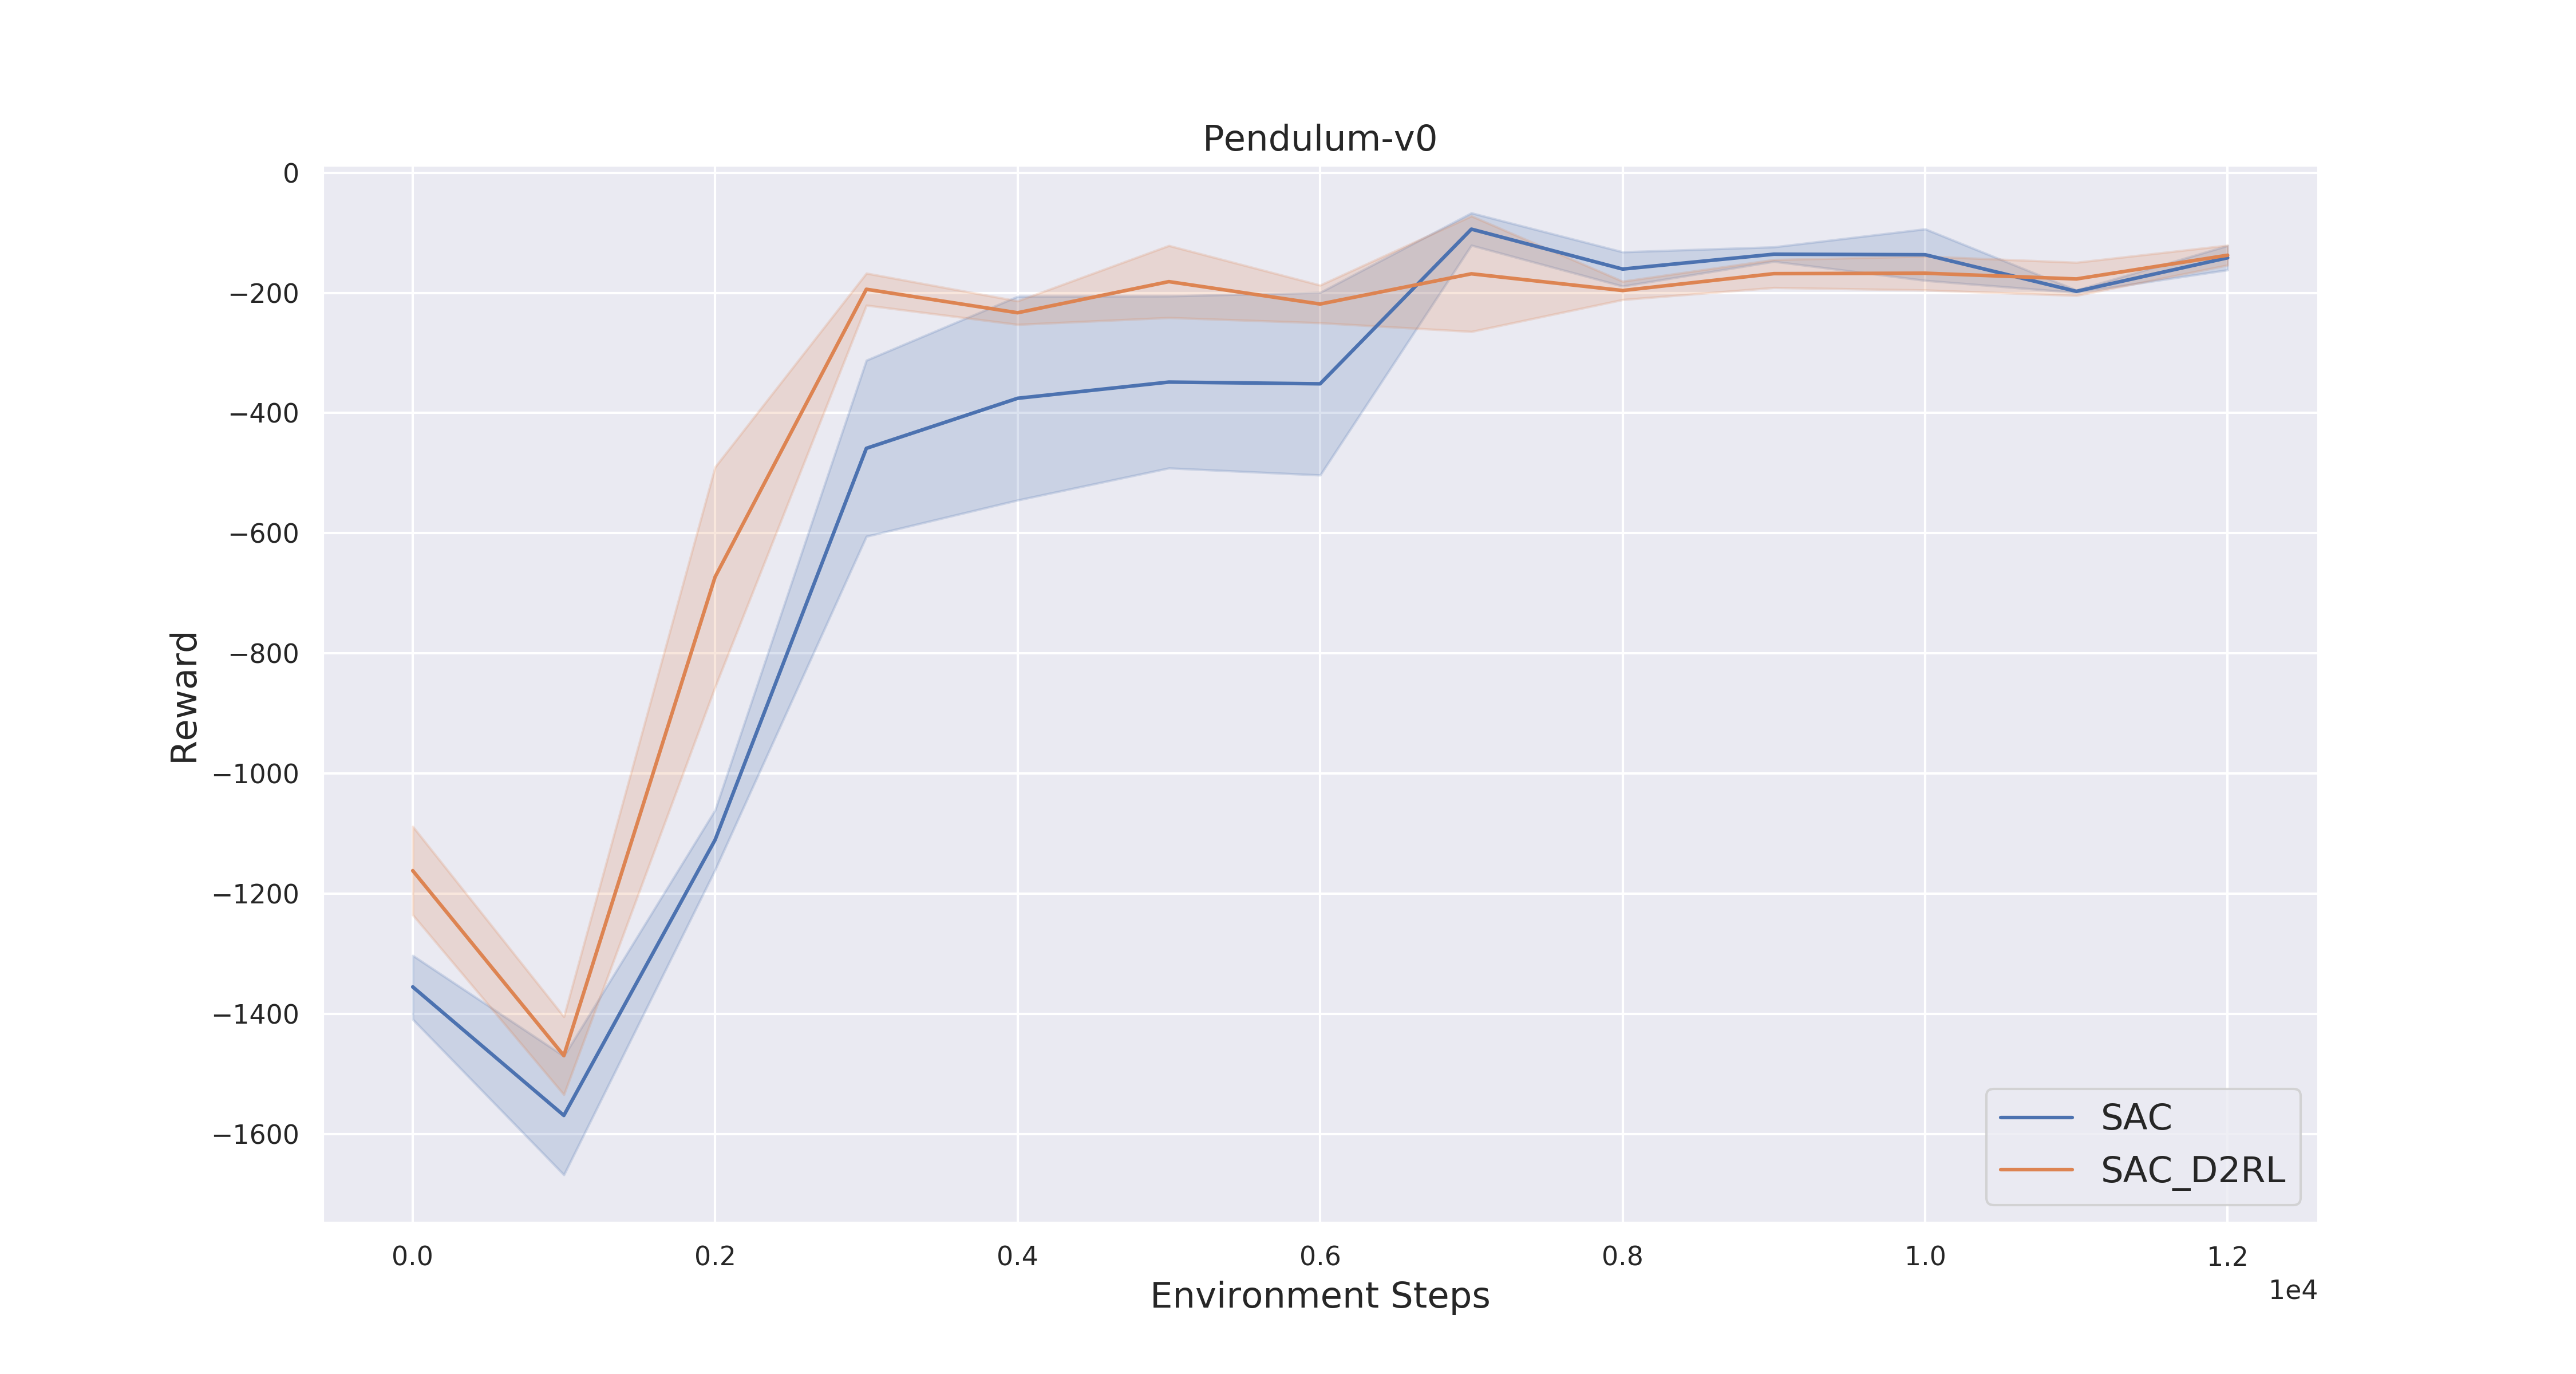 Pendulum-v0
0
−200
−400
−600
−800
−1000
−1200
−1400
−1600
Reward
0.0 0.2 0.4 0.6 0.8 1.0 1.2
1e4
Environment Steps
SAC
SAC_D2RL